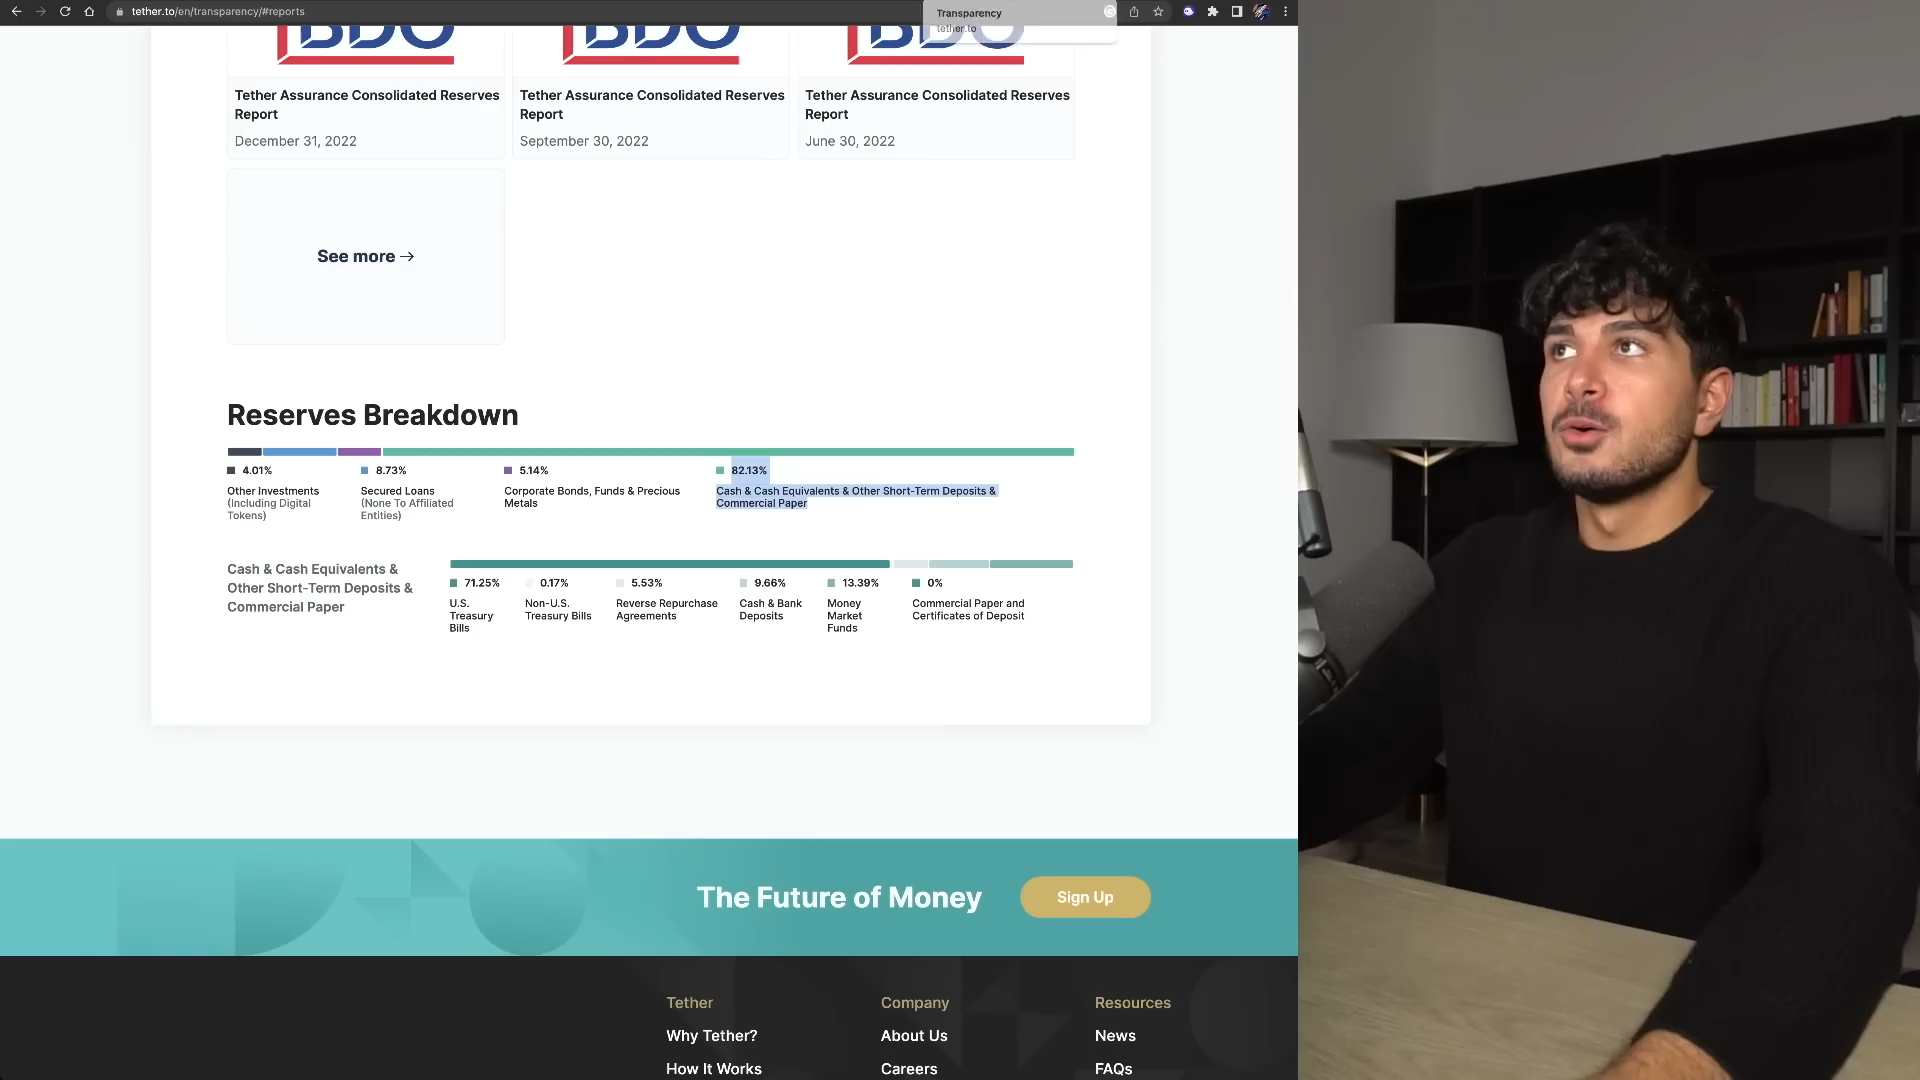 tether.to/en/transparency/#reports
Transparency
tether.to
BDO BDO BDO
Tether Assurance Consolidated Reserves
Report
December 31, 2022
Tether Assurance Consolidated Reserves
Report
September 30, 2022
Tether Assurance Consolidated Reserves
Report
June 30, 2022
See more →
Reserves Breakdown
4.01%
Other Investments
(Including Digital
Tokens)
8.73%
Secured Loans
(None To Affiliated
Entities)
5.14%
Corporate Bonds, Funds & Precious
Metals
82.13%
Cash & Cash Equivalents & Other Short-Term Deposits &
Commercial Paper
Cash & Cash Equivalents &
Other Short-Term Deposits &
Commercial Paper
71.25%
U.S.
Treasury
Bills
0.17%
Non-U.S.
Treasury Bills
5.53%
Reverse Repurchase
Agreements
9.66%
Cash & Bank
Deposits
13.39%
Money
Market
Funds
0%
Commercial Paper and
Certificates of Deposit
The Future of Money
Sign Up
Tether
Why Tether?
How It Works
Company
About Us
Careers
Resources
News
FAQs